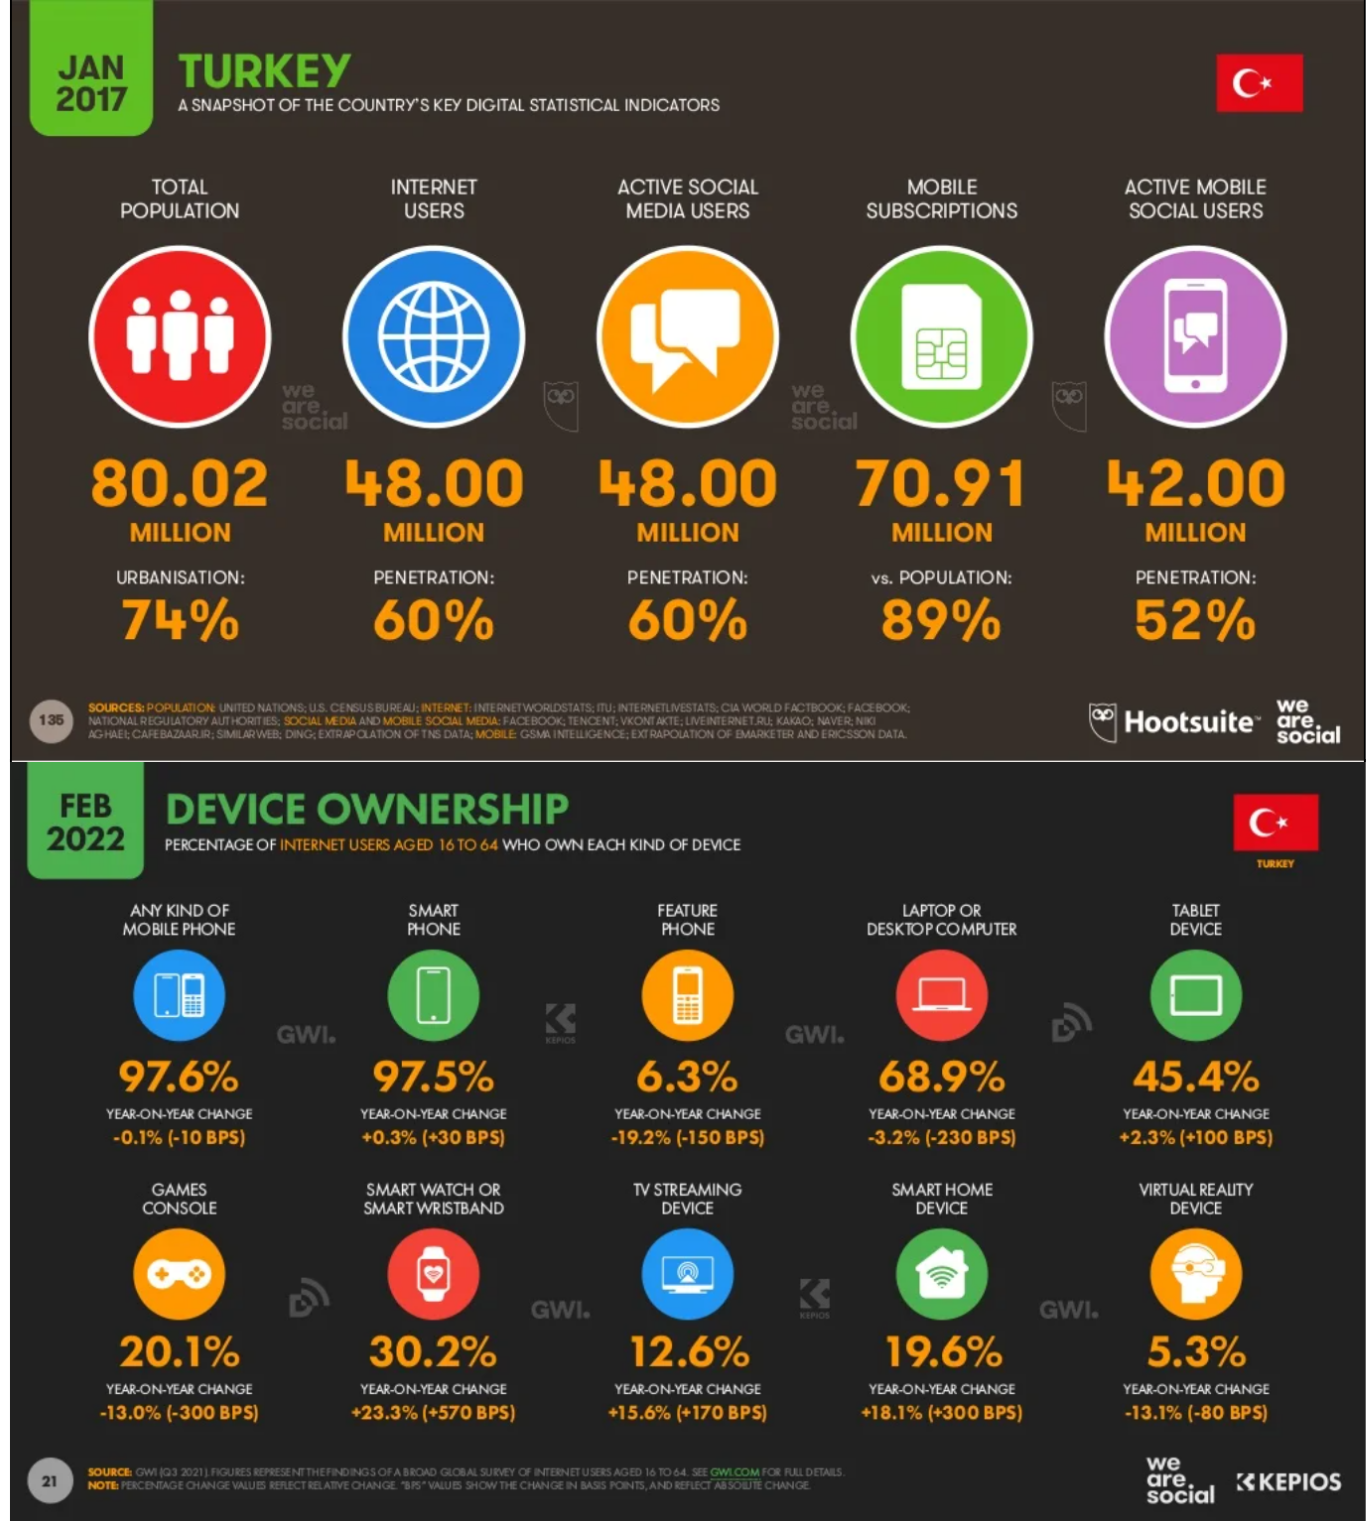 JAN
2017
TURKEY
A SNAPSHOT OF THE COUNTRY'S KEY DIGITAL STATISTICAL INDICATORS
TOTAL
POPULATION
INTERNET
USERS
ACTIVE SOCIAL
MEDIA USERS
MOBILE
SUBSCRIPTIONS
ACTIVE MOBILE
SOCIAL USERS
we
are.
social
we
are.
social
80.02
MILLION
48.00
MILLION
48.00
MILLION
70.91
MILLION
42.00
MILLION
URBANISATION:
74%
PENETRATION:
60%
PENETRATION:
60%
vs. POPULATION:
89%
PENETRATION:
52%
135
SOURCES: POPULATION: UNITED NATIONS; U.S. CENSUS BUREAU; INTERNET: INTERNETWORLDSTATS; ITU; INTERNETLIVESTATS; CIA WORLD FACTBOOK; FACEBOOK;
NATIONAL REGULATORY AUTHORITIES; SOCIAL MEDIA AND MOBILE SOCIAL MEDIA: FACEBOOK; TENCENT; VKONTAKTE; LIVEINTERNET.RU; KAKAO; NAVER; NIKI
AGHAEI; CAFEBAZAAR.IR; SIMILARWEB; DING; EXTRAPOLATION OF TNS DATA; MOBILE: GSMA INTELLIGENCE; EXTRAPOLATION OF EMARKETER AND ERICSSON DATA.
Hootsuite™
we
are.
social
FEB
2022
DEVICE OWNERSHIP
PERCENTAGE OF INTERNET USERS AGED 16 TO 64 WHO OWN EACH KIND OF DEVICE
TURKEY
ANY KIND OF
MOBILE PHONE
SMART
PHONE
FEATURE
PHONE
LAPTOP OR
DESKTOP COMPUTER
TABLET
DEVICE
GWI.
KEPIOS
GWI.
97.6%
YEAR-ON-YEAR CHANGE
-0.1% (-10 BPS)
97.5%
YEAR-ON-YEAR CHANGE
+0.3% (+30 BPS)
6.3%
YEAR-ON-YEAR CHANGE
-19.2% (-150 BPS)
68.9%
YEAR-ON-YEAR CHANGE
-3.2% (-230 BPS)
45.4%
YEAR-ON-YEAR CHANGE
+2.3% (+100 BPS)
GAMES
CONSOLE
SMART WATCH OR
SMART WRISTBAND
TV STREAMING
DEVICE
SMART HOME
DEVICE
VIRTUAL REALITY
DEVICE
GWI.
KEPIOS
GWI.
20.1%
YEAR-ON-YEAR CHANGE
-13.0% (-300 BPS)
30.2%
YEAR-ON-YEAR CHANGE
+23.3% (+570 BPS)
12.6%
YEAR-ON-YEAR CHANGE
+15.6% (+170 BPS)
19.6%
YEAR-ON-YEAR CHANGE
+18.1% (+300 BPS)
5.3%
YEAR-ON-YEAR CHANGE
-13.1% (-80 BPS)
21
SOURCE: GWI (Q3 2021). FIGURES REPRESENT THE FINDINGS OF A BROAD GLOBAL SURVEY OF INTERNET USERS AGED 16 TO 64. SEE GWI.COM FOR FULL DETAILS.
NOTE: PERCENTAGE CHANGE VALUES REFLECT RELATIVE CHANGE. "BPS" VALUES SHOW THE CHANGE IN BASIS POINTS, AND REFLECT ABSOLUTE CHANGE.
we
are.
social
KEPIOS